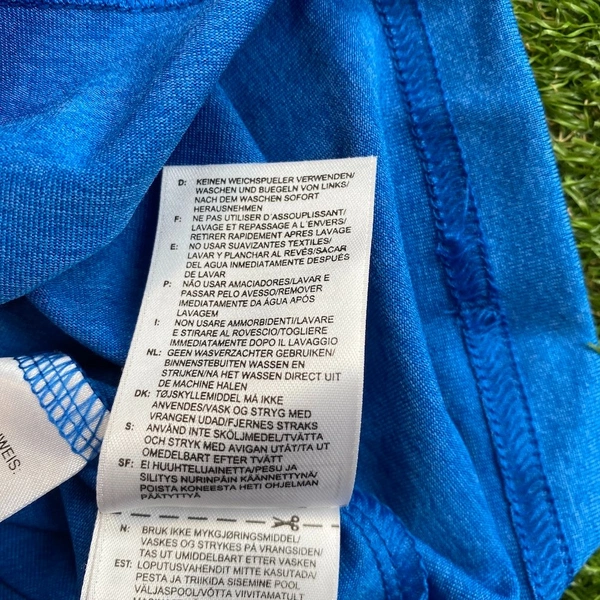 D: KEINEN WEICHSPUELER VERWENDEN/
WASCHEN UND BUEGELN VON LINKS/
NACH DEM WASCHEN SOFORT
HERAUSNEHMEN
F: NE PAS UTILISER D´ASSOUPLISSANT/
LAVAGE ET REPASSAGE A L´ENVERS/
RETIRER RAPIDEMENT APRES LAVAGE
E: NO USAR SUAVIZANTES TEXTILES/
LAVAR Y PLANCHAR AL REVÉS/SACAR
DEL AGUA INMEDIATAMENTE DESPUÉS
DE LAVAR
P: NÃO USAR AMACIADORES/LAVAR E
PASSAR PELO AVESSO/REMOVER
IMEDIATAMENTE DA ÁGUA APÓS
LAVAGEM
I: NON USARE AMMORBIDENTI/LAVARE
E STIRARE AL ROVESCIO/TOGLIERE
IMMEDIATAMENTE DOPO IL LAVAGGIO
NL: GEEN WASVERZACHTER GEBRUIKEN/
BINNENSTEBUITEN WASSEN EN
STRIJKEN/NA HET WASSEN DIRECT UIT
DE MACHINE HALEN
DK: TØJSKYLLEMIDDEL MÅ IKKE
ANVENDES/VASK OG STRYG MED
VRANGEN UDAD/FJERNES STRAKS
S: ANVÄND INTE SKÖLJMEDEL/TVÄTTA
OCH STRYK MED AVIGAN UTÅT/TA UT
OMEDELBART EFTER TVÄTT
SF: EI HUUHTELUAINETTA/PESU JA
SILITYS NURINPÄIN KÄÄNNETTYNÄ/
POISTA KONEESTA HETI OHJELMAN
PÄÄTYTTYÄ
N: BRUK IKKE MYKGJØRINGSMIDDEL/
VASKES OG STRYKES PÅ VRANGSIDEN/
TAS UT UMIDDELBART ETTER VASKEN
EST: LOPUTUSVAHENDIT MITTE KASUTADA/
PESTA JA TRIIKIDA SISEMINE POOL
VÄLJASPOOL/VÕTTA VIIVITAMATULT
WEIS: